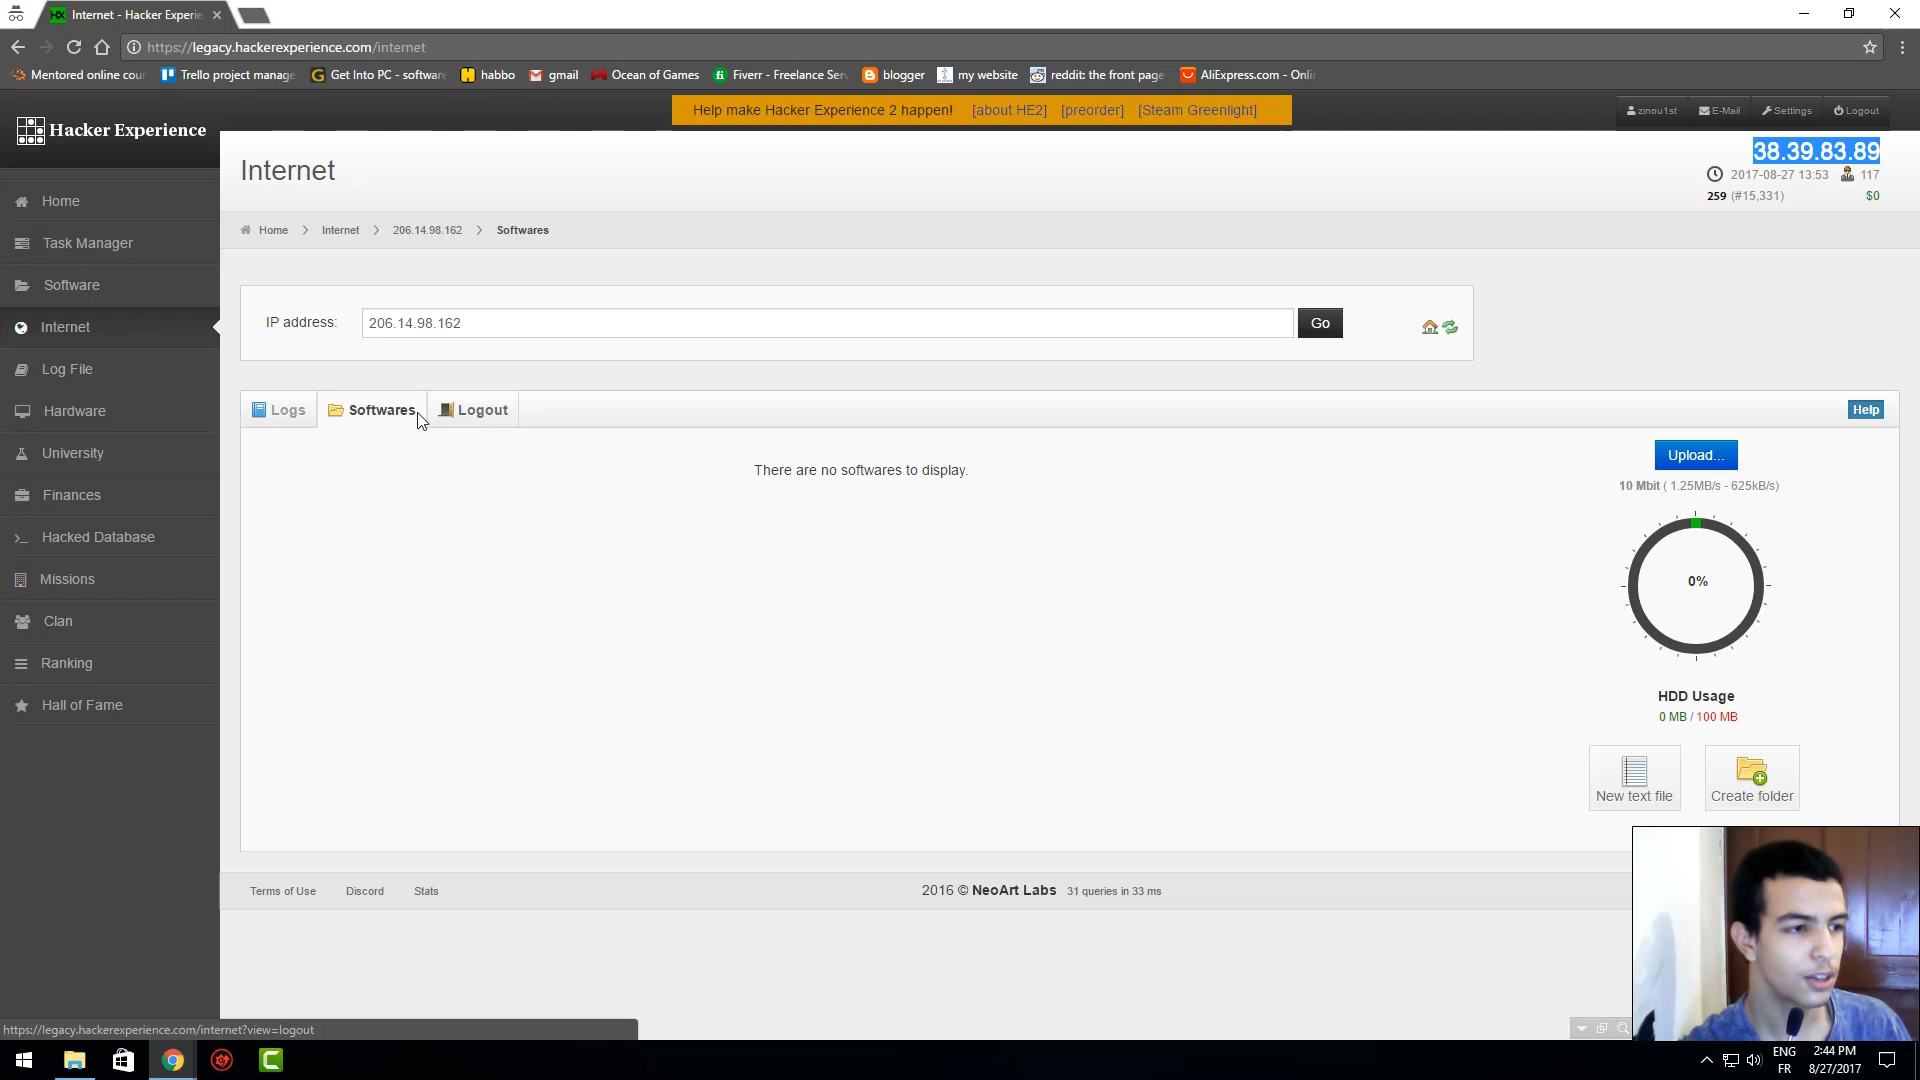 Internet - Hacker Experie
https://legacy.hackerexperience.com/internet
Mentored online cour
Trello project manage
Get Into PC - software
habbo
gmail
Ocean of Games
Fiverr - Freelance Serv
blogger
my website
reddit: the front page
AliExpress.com - Onli
Help make Hacker Experience 2 happen! [about HE2] [preorder] [Steam Greenlight]
zinou1st
E-Mail
Settings
Logout
Hacker Experience
Internet
38.39.83.89
2017-08-27 13:53 117
259 (#15,331) $0
Home
Task Manager
Software
Internet
Log File
Hardware
University
Finances
Hacked Database
Missions
Clan
Ranking
Hall of Fame
Home
Internet
206.14.98.162
Softwares
IP address:
206.14.98.162
Go
Logs
Softwares
Logout
Help
There are no softwares to display.
Upload...
10 Mbit ( 1.25MB/s - 625kB/s)
0%
HDD Usage
0 MB / 100 MB
New text file
Create folder
Terms of Use
Discord
Stats
2016 © NeoArt Labs 31 queries in 33 ms
https://legacy.hackerexperience.com/internet?view=logout
ENG
FR
2:44 PM
8/27/2017